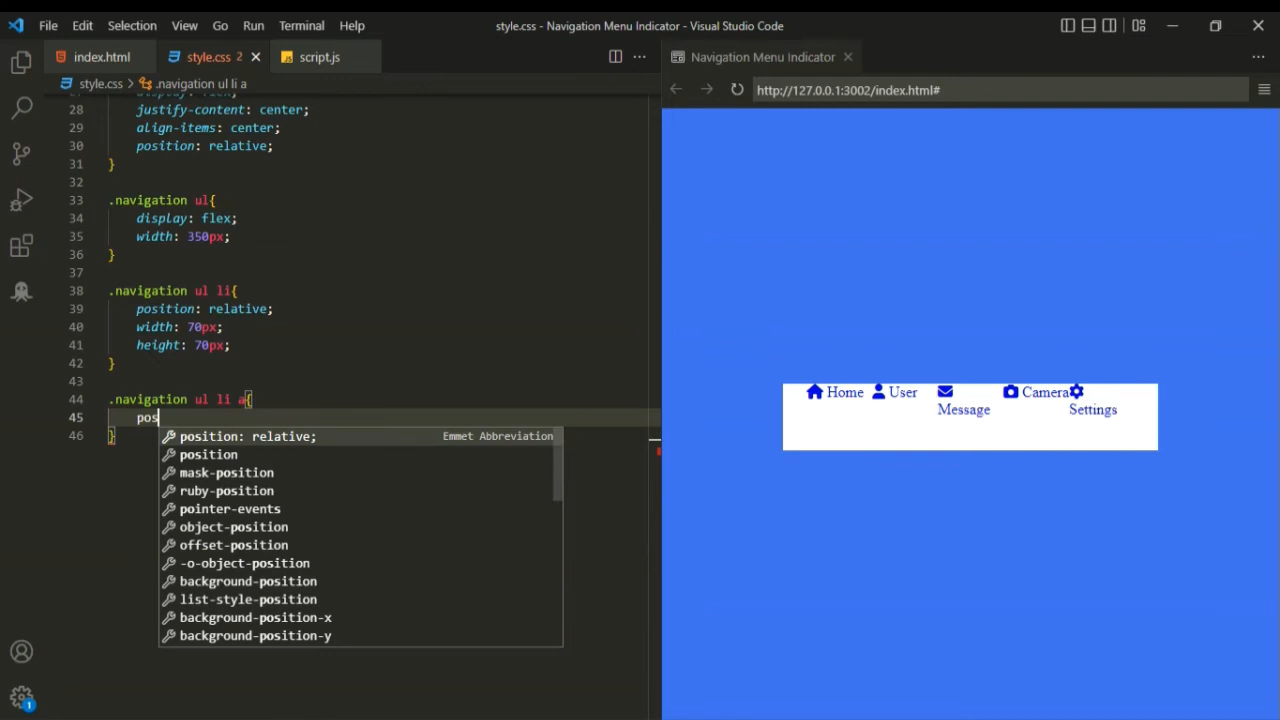 File Edit Selection View Go Run Terminal Help style.css - Navigation Menu Indicator - Visual Studio Code
index.html style.css 2 script.js
style.css > .navigation ul li a
28 justify-content: center;
29 align-items: center;
30 position: relative;
31 }
32
33 .navigation ul{
34 display: flex;
35 width: 350px;
36 }
37
38 .navigation ul li{
39 position: relative;
40 width: 70px;
41 height: 70px;
42 }
43
44 .navigation ul li a{
45 pos
46 }
position: relative; Emmet Abbreviation
position
mask-position
ruby-position
pointer-events
object-position
offset-position
-o-object-position
background-position
list-style-position
background-position-x
background-position-y
1
Navigation Menu Indicator
http://127.0.0.1:3002/index.html#
Home User Camera
Message Settings